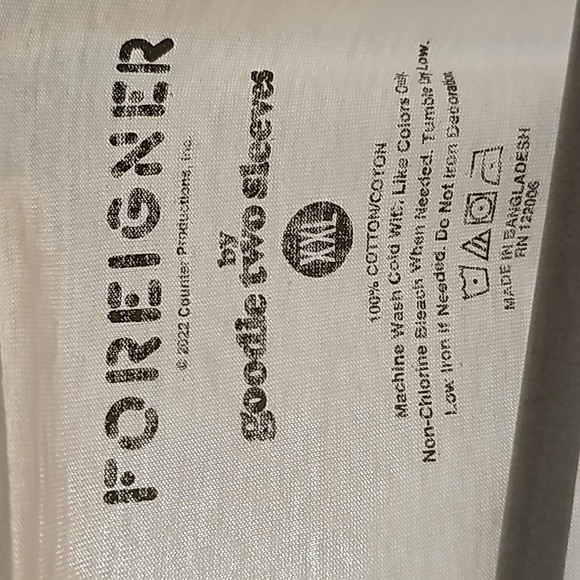 FOREIGNER
© 2022 Counter Productions, Inc.
by
goodie two sleeves
XXL
100% COTTON/COTON
Machine Wash Cold With Like Colors Only.
Non-Chlorine Bleach When Needed. Tumble Dry Low.
Low Iron if Needed. Do Not Iron Decoration
MADE IN BANGLADESH
RN 122006